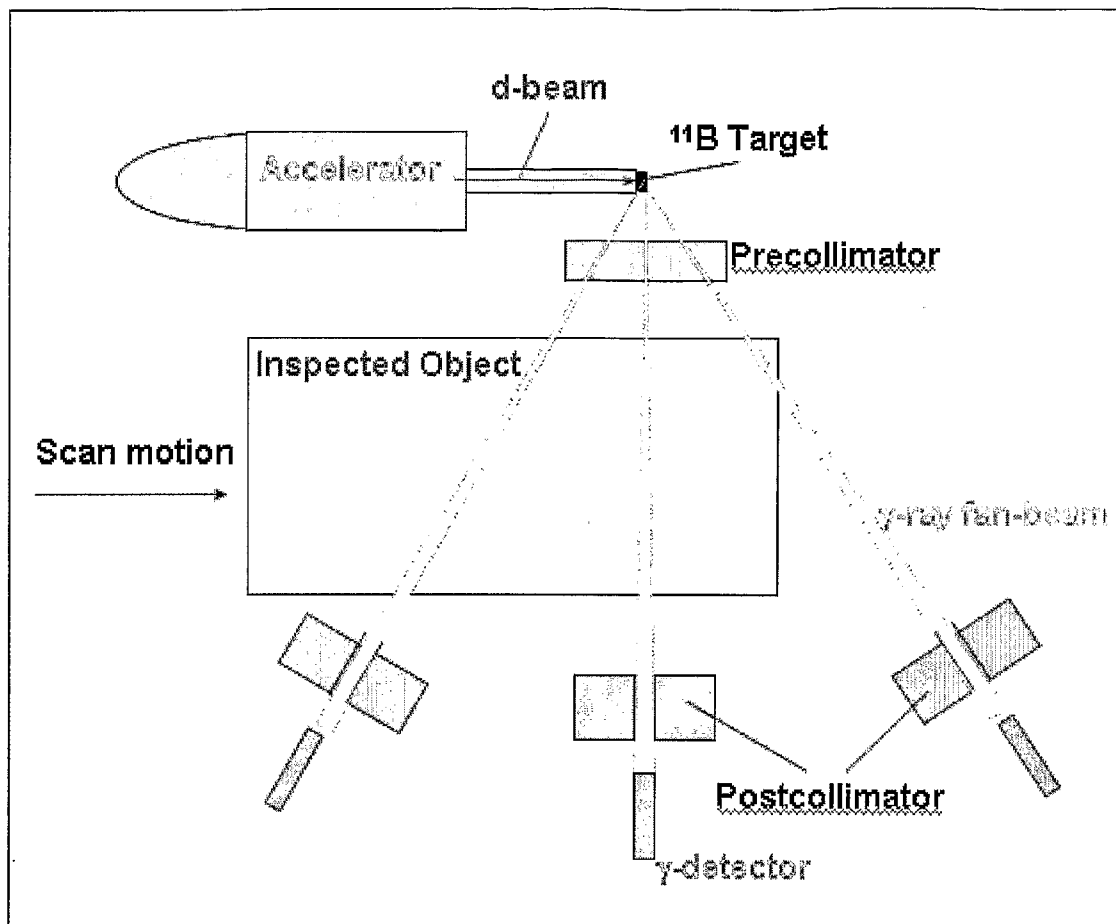 d-beam
¹¹B Target
Accelerator
Precollimator
Inspected Object
Scan motion
γ-ray fan-beam
Postcollimator
γ-detector